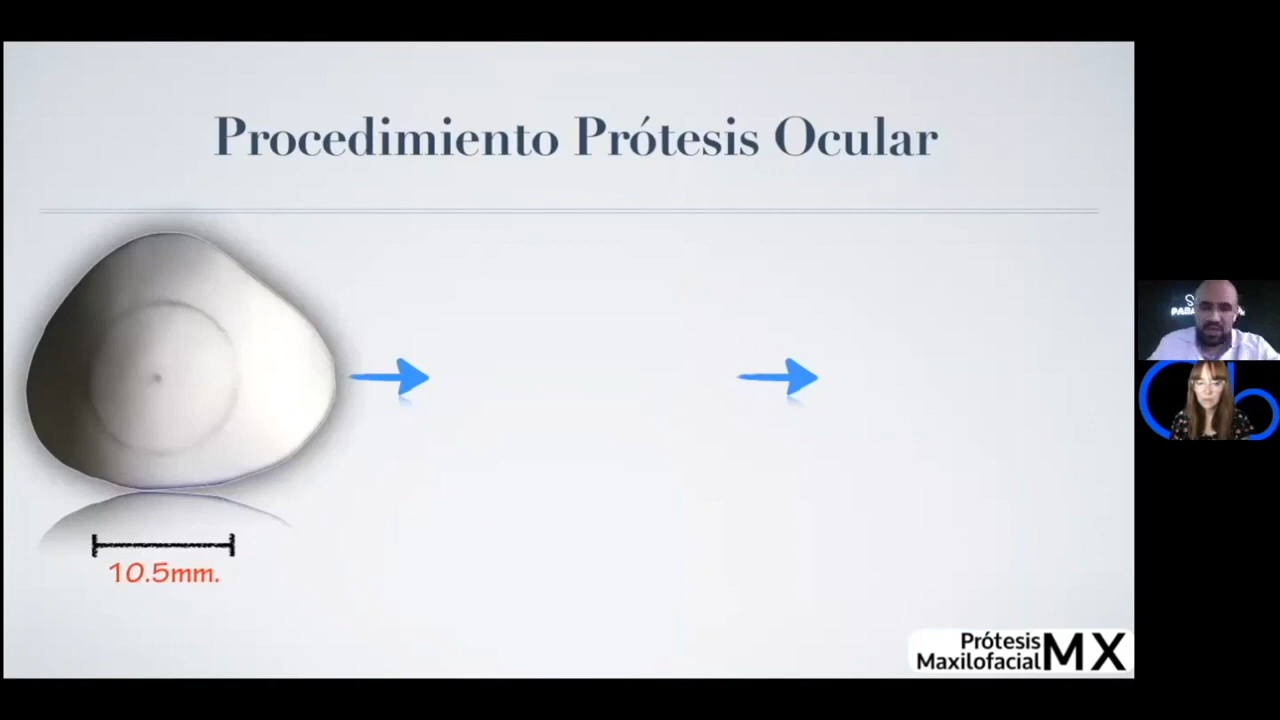 Procedimiento Prótesis Ocular
10.5mm.
Prótesis
Maxilofacial MX